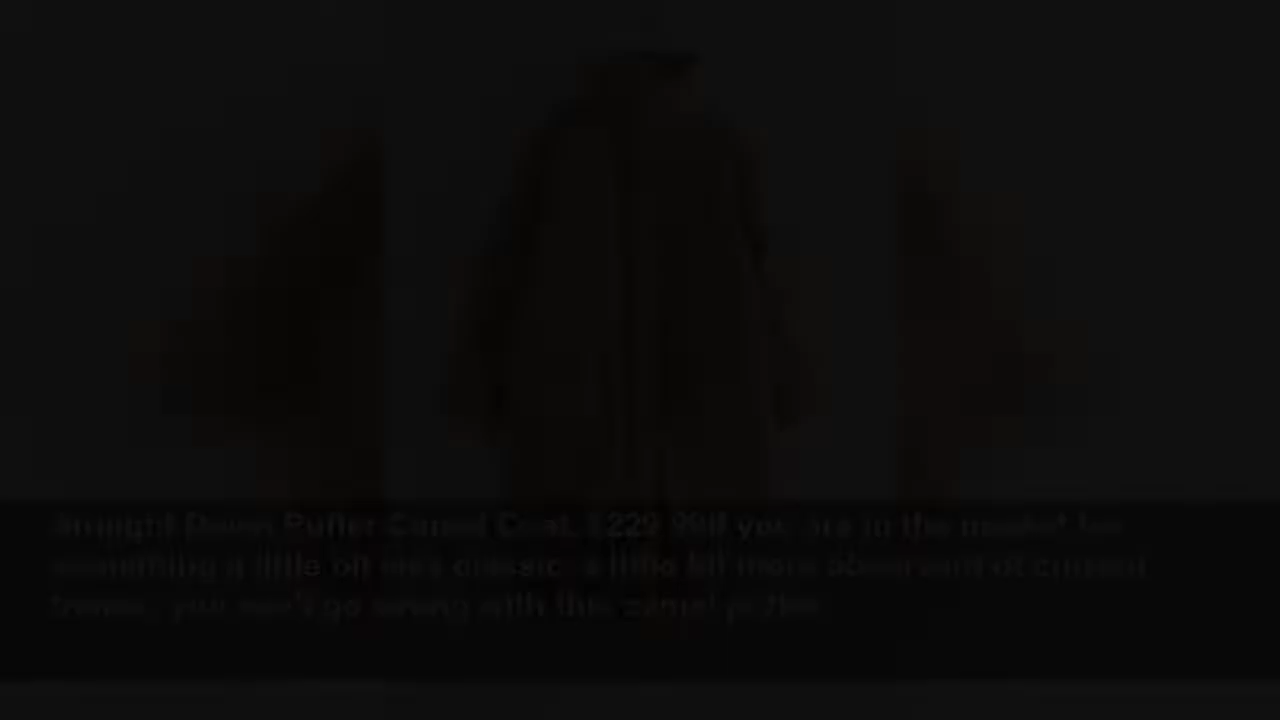 Straight Down Puffer Camel Coat, $229.99If you are in the market for
something a little bit less classic, a little bit more observant of current
trends, you can't go wrong with this camel puffer.